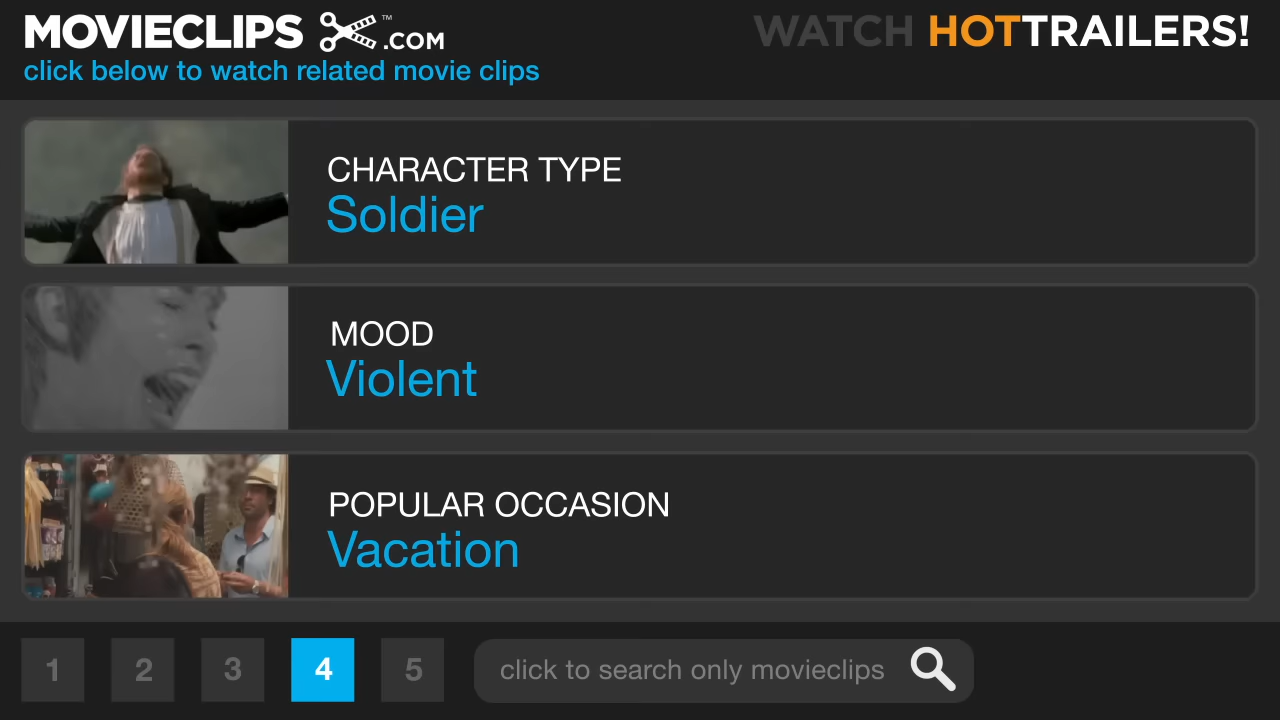 MOVIECLIPS ™ .COM
WATCH HOTTRAILERS!
click below to watch related movie clips
CHARACTER TYPE
Soldier
MOOD
Violent
POPULAR OCCASION
Vacation
1 2 3 4 5 click to search only movieclips